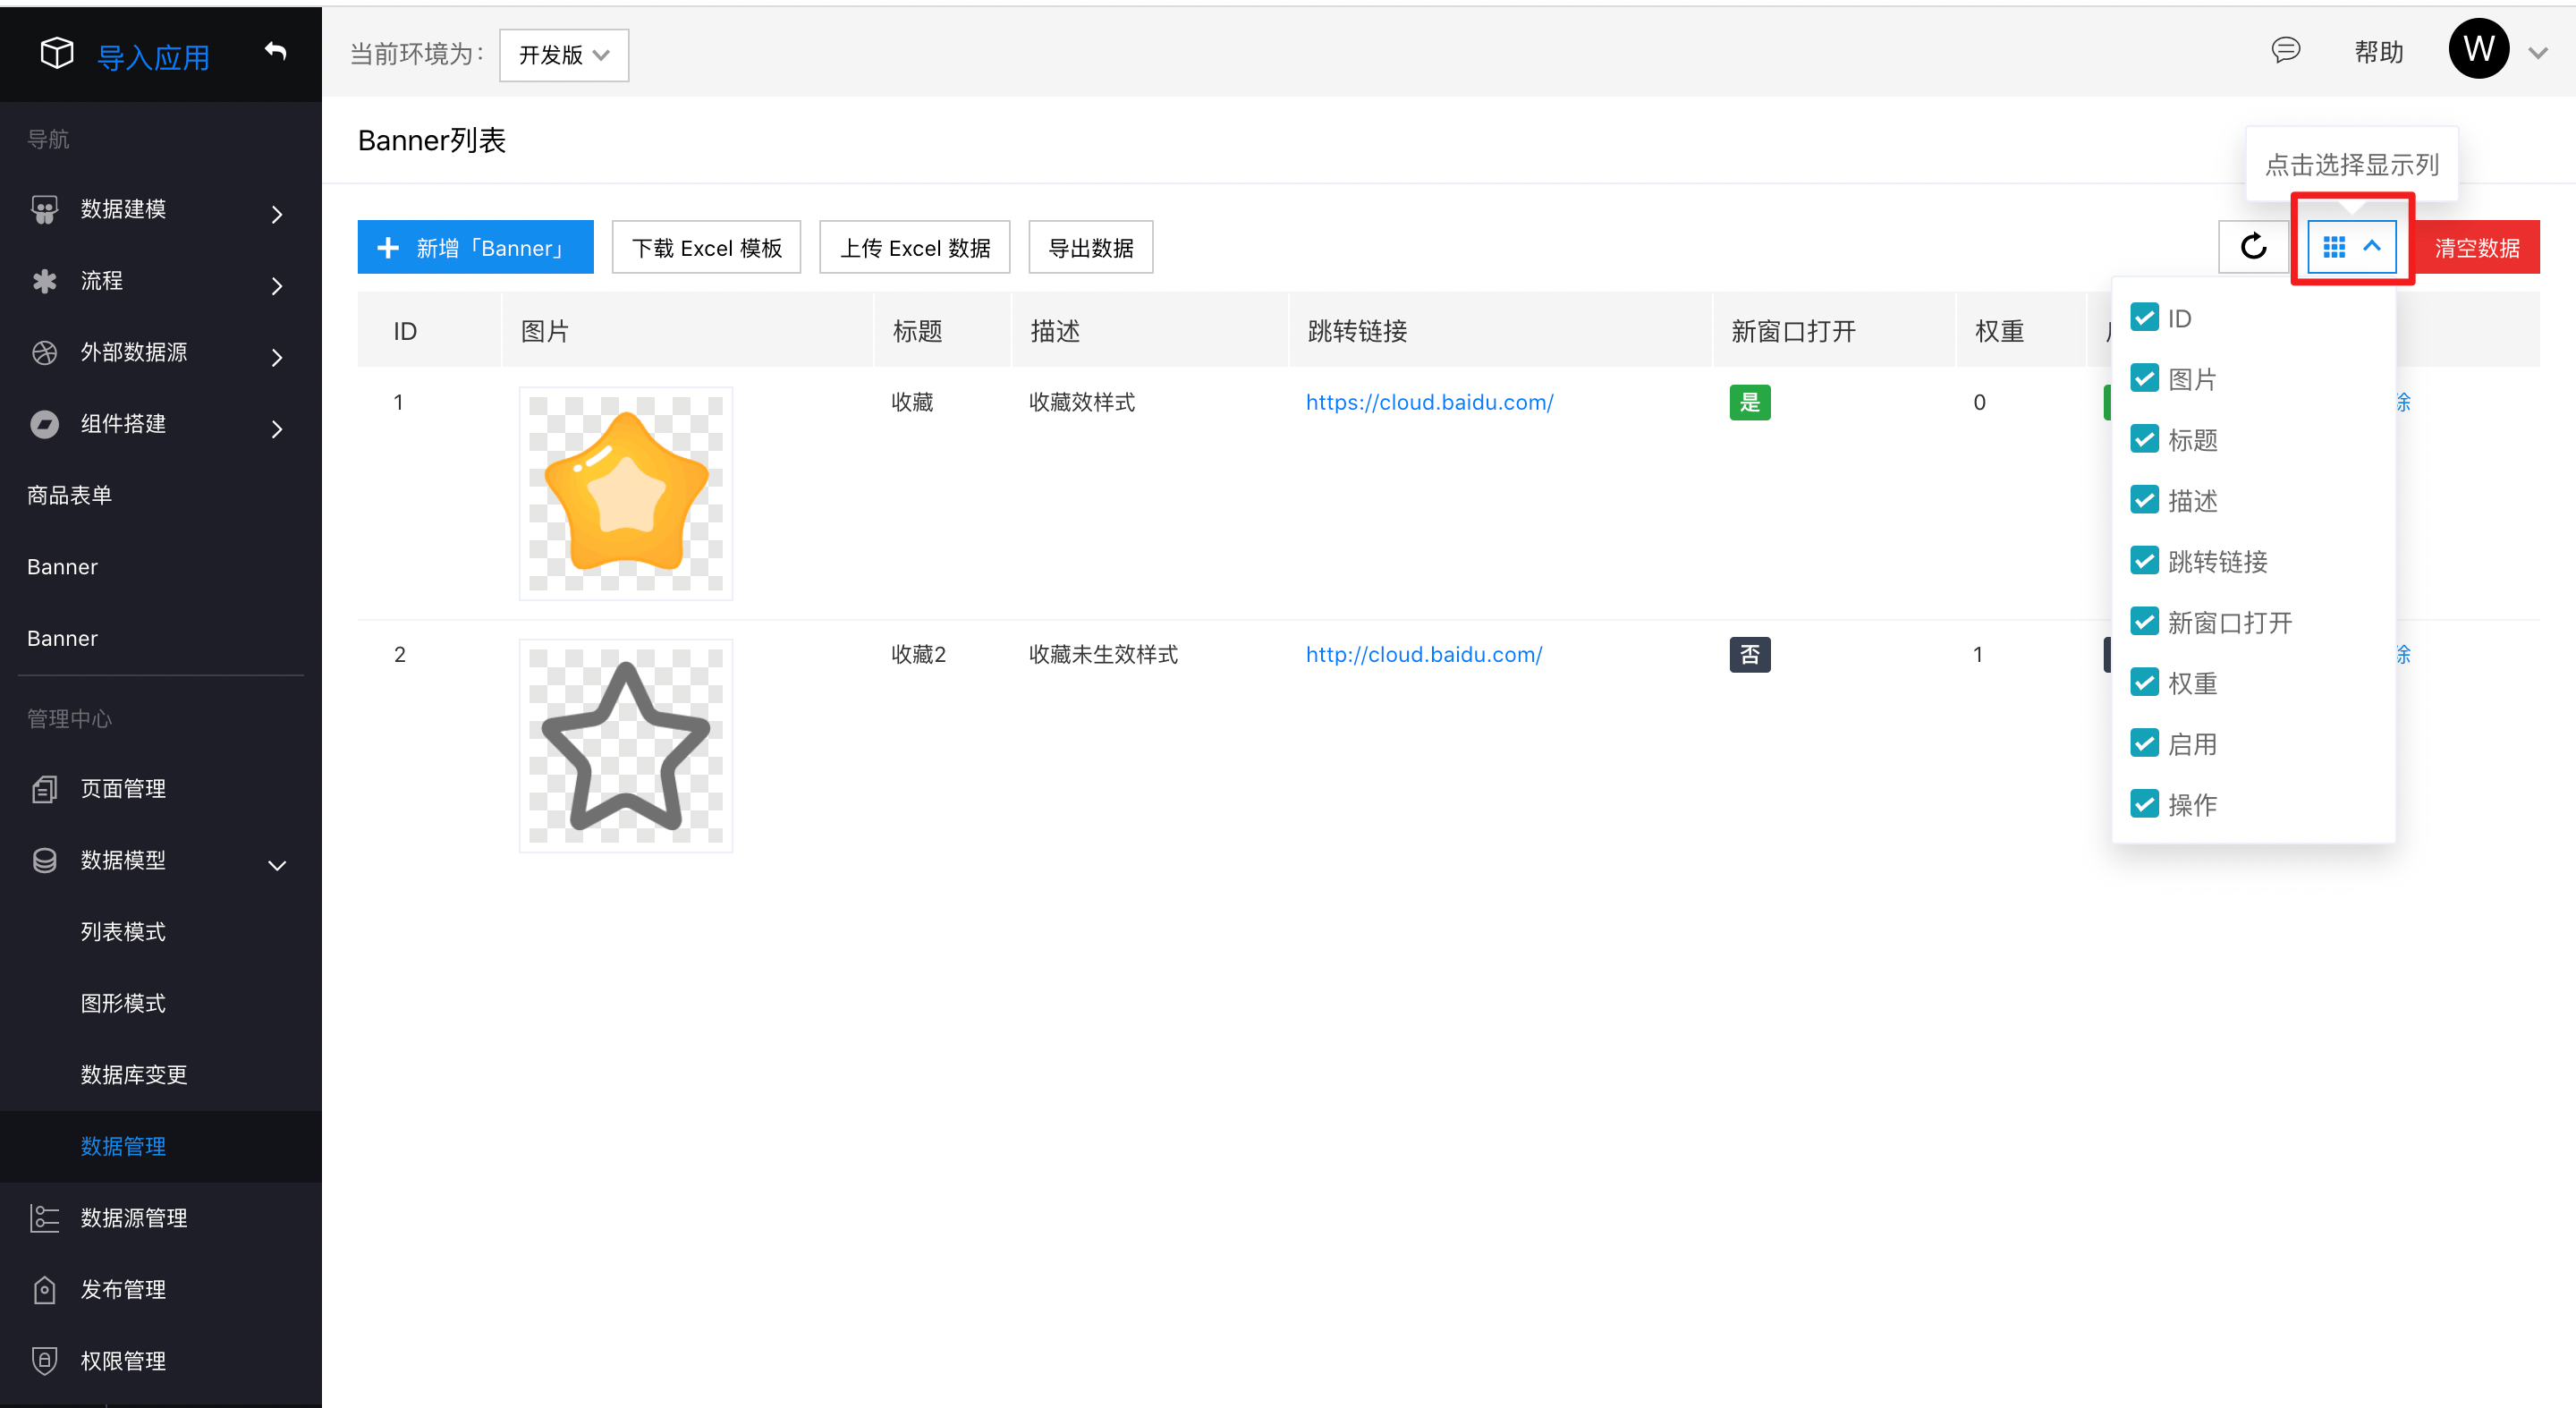 导入应用
当前环境为：
开发版
帮助
W
导航
数据建模
流程
外部数据源
组件搭建
商品表单
Banner
Banner
管理中心
页面管理
数据模型
列表模式
图形模式
数据库变更
数据管理
数据源管理
发布管理
权限管理
Banner列表
点击选择显示列
新增「Banner」
下载 Excel 模板
上传 Excel 数据
导出数据
清空数据
ID 图片 标题 描述 跳转链接 新窗口打开 权重
1 收藏 收藏效样式 https://cloud.baidu.com/ 是 0
2 收藏2 收藏未生效样式 http://cloud.baidu.com/ 否 1
ID
图片
标题
描述
跳转链接
新窗口打开
权重
启用
操作